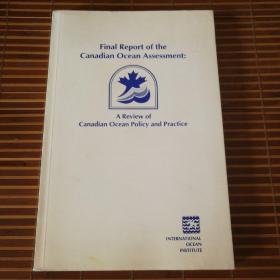 Final Report of the
Canadian Ocean Assessment:
A Review of
Canadian Ocean Policy and Practice
INTERNATIONAL
OCEAN
INSTITUTE